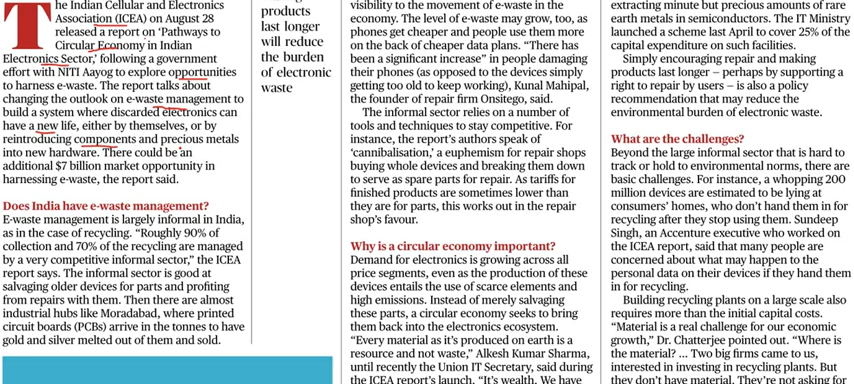 The Indian Cellular and Electronics
Association (ICEA) on August 28
released a report on ‘Pathways to
Circular Economy in Indian
Electronics Sector,’ following a government
effort with NITI Aayog to explore opportunities
to harness e-waste. The report talks about
changing the outlook on e-waste management to
build a system where discarded electronics can
have a new life, either by themselves, or by
reintroducing components and precious metals
into new hardware. There could be an
additional $7 billion market opportunity in
harnessing e-waste, the report said.
Does India have e-waste management?
E-waste management is largely informal in India,
as in the case of recycling. “Roughly 90% of
collection and 70% of the recycling are managed
by a very competitive informal sector,” the ICEA
report says. The informal sector is good at
salvaging older devices for parts and profiting
from repairs with them. Then there are almost
industrial hubs like Moradabad, where printed
circuit boards (PCBs) arrive in the tonnes to have
gold and silver melted out of them and sold.
products
last longer
will reduce
the burden
of electronic
waste
visibility to the movement of e-waste in the
economy. The level of e-waste may grow, too, as
phones get cheaper and people use them more
on the back of cheaper data plans. “There has
been a significant increase” in people damaging
their phones (as opposed to the devices simply
getting too old to keep working), Kunal Mahipal,
the founder of repair firm Onsitego, said.
The informal sector relies on a number of
tools and techniques to stay competitive. For
instance, the report’s authors speak of
‘cannibalisation,’ a euphemism for repair shops
buying whole devices and breaking them down
to serve as spare parts for repair. As tariffs for
finished products are sometimes lower than
they are for parts, this works out in the repair
shop’s favour.
Why is a circular economy important?
Demand for electronics is growing across all
price segments, even as the production of these
devices entails the use of scarce elements and
high emissions. Instead of merely salvaging
these parts, a circular economy seeks to bring
them back into the electronics ecosystem.
“Every material as it’s produced on earth is a
resource and not waste,” Alkesh Kumar Sharma,
until recently the Union IT Secretary, said during
the ICEA report’s launch. “It’s wealth. We have
extracting minute but precious amounts of rare
earth metals in semiconductors. The IT Ministry
launched a scheme last April to cover 25% of the
capital expenditure on such facilities.
Simply encouraging repair and making
products last longer – perhaps by supporting a
right to repair by users – is also a policy
recommendation that may reduce the
environmental burden of electronic waste.
What are the challenges?
Beyond the large informal sector that is hard to
track or hold to environmental norms, there are
basic challenges. For instance, a whopping 200
million devices are estimated to be lying at
consumers’ homes, who don’t hand them in for
recycling after they stop using them. Sundeep
Singh, an Accenture executive who worked on
the ICEA report, said that many people are
concerned about what may happen to the
personal data on their devices if they hand them
in for recycling.
Building recycling plants on a large scale also
requires more than the initial capital costs.
“Material is a real challenge for our economic
growth,” Dr. Chatterjee pointed out. “Where is
the material? ... Two big firms came to us,
interested in investing in recycling plants. But
they don’t have material. They’re not asking for